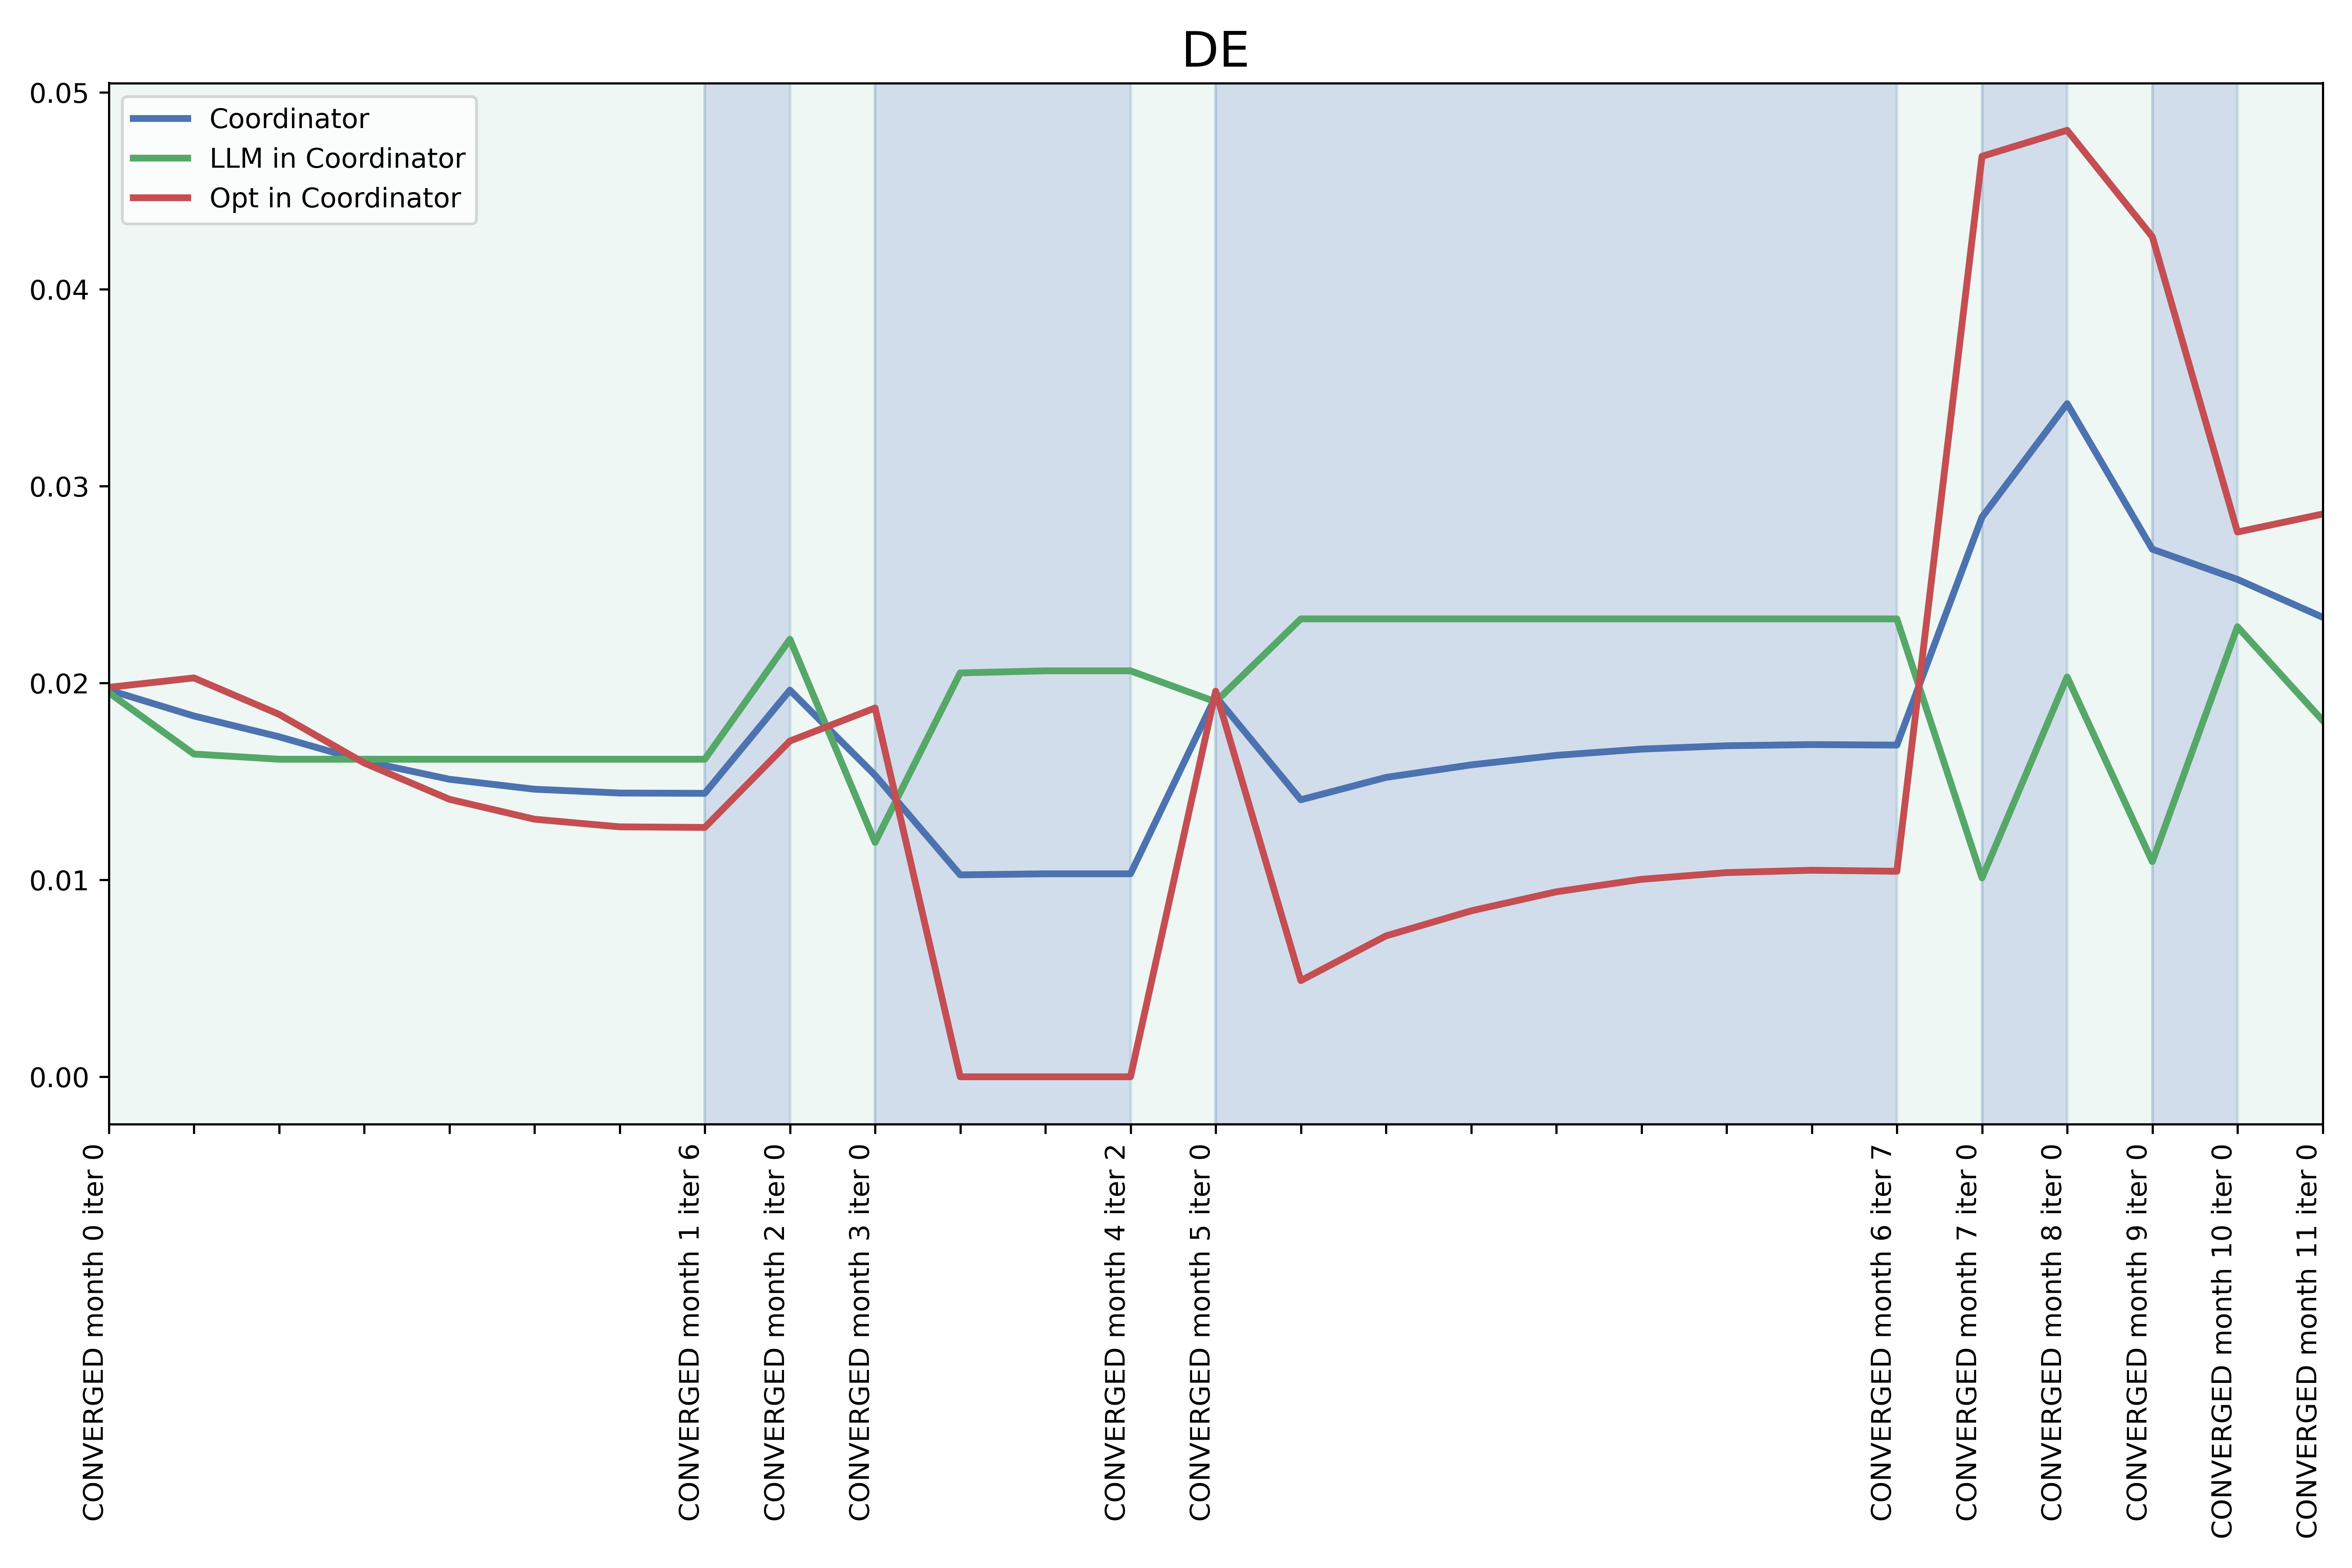 DE
0.05
0.04
0.03
0.02
0.01
0.00
Coordinator
LLM in Coordinator
Opt in Coordinator
CONVERGED month 0 iter 0
CONVERGED month 1 iter 6
CONVERGED month 2 iter 0
CONVERGED month 3 iter 0
CONVERGED month 4 iter 2
CONVERGED month 5 iter 0
CONVERGED month 6 iter 7
CONVERGED month 7 iter 0
CONVERGED month 8 iter 0
CONVERGED month 9 iter 0
CONVERGED month 10 iter 0
CONVERGED month 11 iter 0